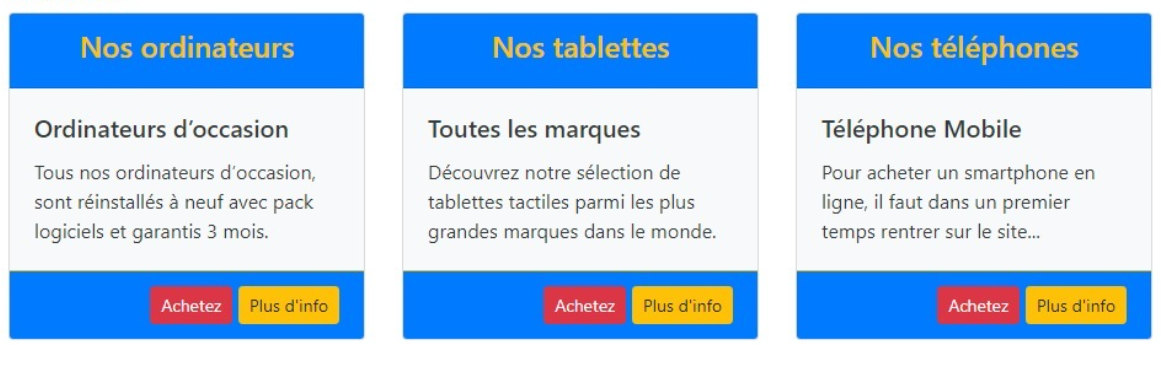 Nos ordinateurs
Ordinateurs d’occasion
Tous nos ordinateurs d’occasion,
sont réinstallés à neuf avec pack
logiciels et garantis 3 mois.
Achetez Plus d'info
Nos tablettes
Toutes les marques
Découvrez notre sélection de
tablettes tactiles parmi les plus
grandes marques dans le monde.
Achetez Plus d'info
Nos téléphones
Téléphone Mobile
Pour acheter un smartphone en
ligne, il faut dans un premier
temps rentrer sur le site...
Achetez Plus d'info